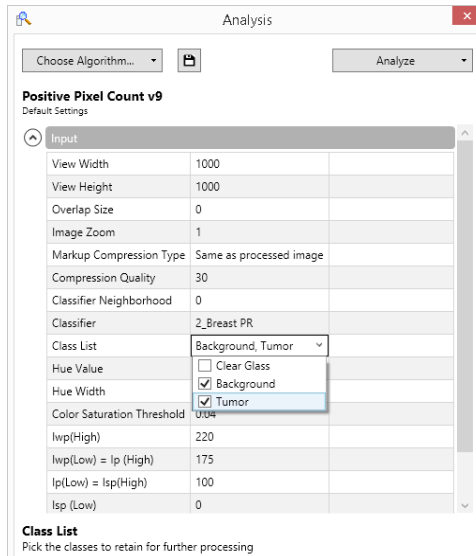 Analysis
Choose Algorithm... Analyze
Positive Pixel Count v9
Default Settings
Input
View Width 1000
View Height 1000
Overlap Size 0
Image Zoom 1
Markup Compression Type Same as processed image
Compression Quality 30
Classifier Neighborhood 0
Classifier 2_Breast PR
Class List Background, Tumor
Clear Glass
Hue Value
Background
Hue Width
Tumor
Color Saturation Threshold 0.04
Iwp(High) 220
Iwp(Low) = Ip (High) 175
Ip(Low) = Isp(High) 100
Isp (Low) 0
Class List
Pick the classes to retain for further processing